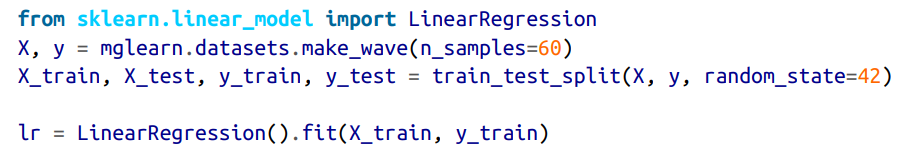 from sklearn.linear_model import LinearRegression
X, y = mglearn.datasets.make_wave(n_samples=60)
X_train, X_test, y_train, y_test = train_test_split(X, y, random_state=42)
lr = LinearRegression().fit(X_train, y_train)